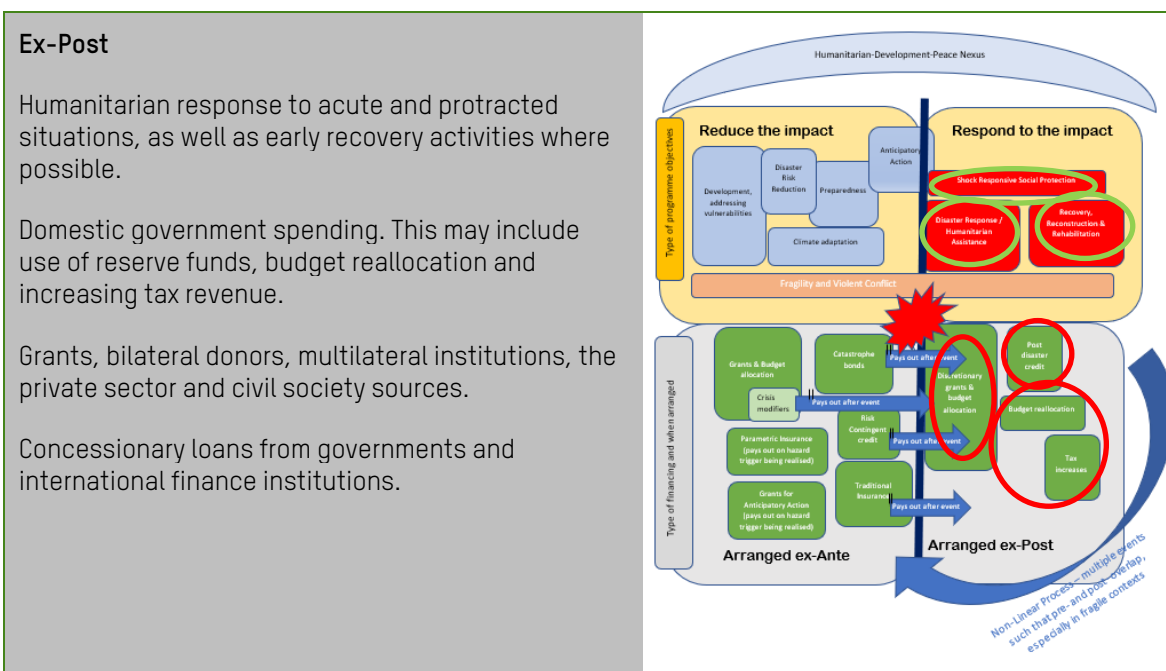 Ex-Post
Humanitarian response to acute and protracted
situations, as well as early recovery activities where
possible.
Domestic government spending. This may include
use of reserve funds, budget reallocation and
increasing tax revenue.
Grants, bilateral donors, multilateral institutions, the
private sector and civil society sources.
Concessionary loans from governments and
international finance institutions.
Humanitarian-Development-Peace Nexus
Type of programme objectives
Reduce the impact
Respond to the impact
Development,
addressing
vulnerabilities
Disaster
Risk
Reduction
Preparedness
Anticipatory
Action
Climate adaptation
Shock Responsive Social Protection
Disaster Response /
Humanitarian
Assistance
Recovery,
Reconstruction &
Rehabilitation
Fragility and Violent Conflict
Type of financing and when arranged
Grants & Budget
allocation
Crisis
modifiers
Parametric Insurance
(pays out on hazard
trigger being realised)
Grants for
Anticipatory Action
(pays out on hazard
trigger being realised)
Catastrophe
bonds
Risk
Contingent
credit
Traditional
Insurance
Pays out after event
Pays out after event
Pays out after event
Pays out after event
Discretionary
grants &
budget
allocation
Post
disaster
credit
Budget reallocation
Tax
increases
Arranged ex-Ante
Arranged ex-Post
Non-Linear Process – multiple events
such that pre- and post- overlap,
especially in fragile contexts